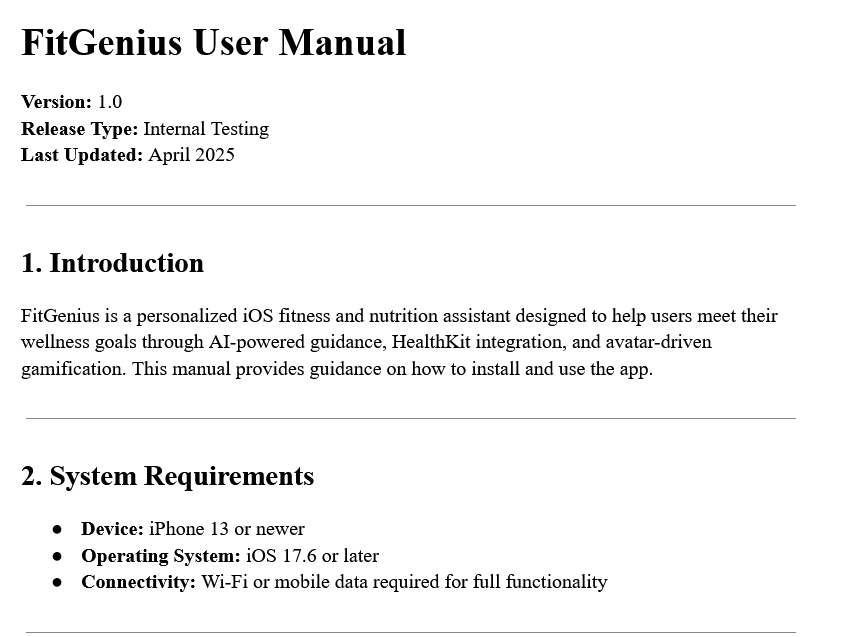 FitGenius User Manual
Version: 1.0
Release Type: Internal Testing
Last Updated: April 2025
1. Introduction
FitGenius is a personalized iOS fitness and nutrition assistant designed to help users meet their
wellness goals through AI-powered guidance, HealthKit integration, and avatar-driven
gamification. This manual provides guidance on how to install and use the app.
2. System Requirements
● Device: iPhone 13 or newer
● Operating System: iOS 17.6 or later
● Connectivity: Wi-Fi or mobile data required for full functionality